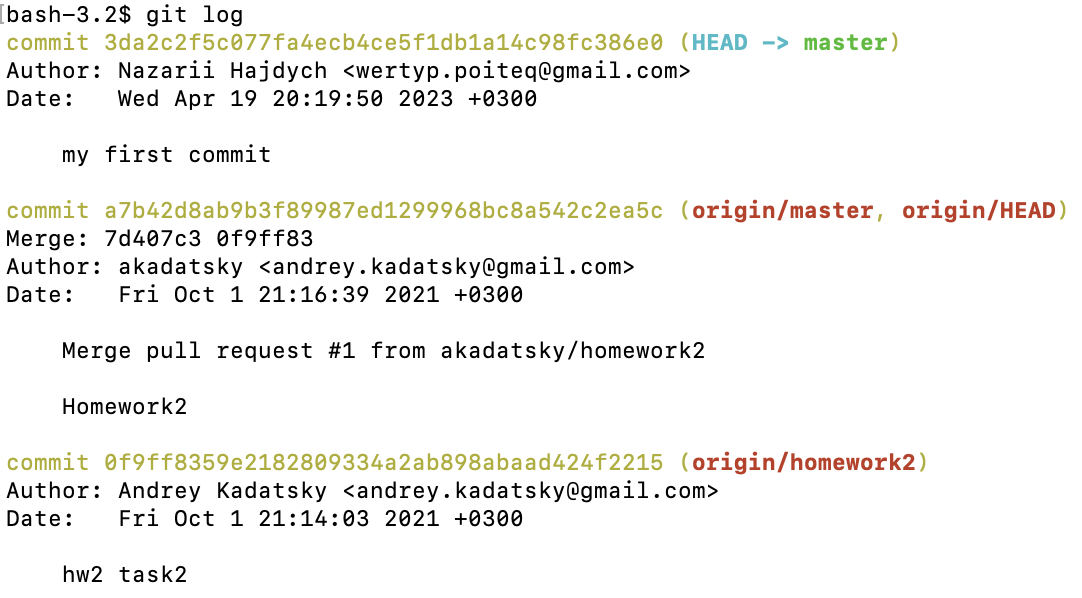 bash-3.2$ git log
commit 3da2c2f5c077fa4ecb4ce5f1db1a14c98fc386e0 (HEAD -> master)
Author: Nazarii Hajdych <wertyp.poiteq@gmail.com>
Date:   Wed Apr 19 20:19:50 2023 +0300

    my first commit

commit a7b42d8ab9b3f89987ed1299968bc8a542c2ea5c (origin/master, origin/HEAD)
Merge: 7d407c3 0f9ff83
Author: akadatsky <andrey.kadatsky@gmail.com>
Date:   Fri Oct 1 21:16:39 2021 +0300

    Merge pull request #1 from akadatsky/homework2

    Homework2

commit 0f9ff8359e2182809334a2ab898abaad424f2215 (origin/homework2)
Author: Andrey Kadatsky <andrey.kadatsky@gmail.com>
Date:   Fri Oct 1 21:14:03 2021 +0300

    hw2 task2